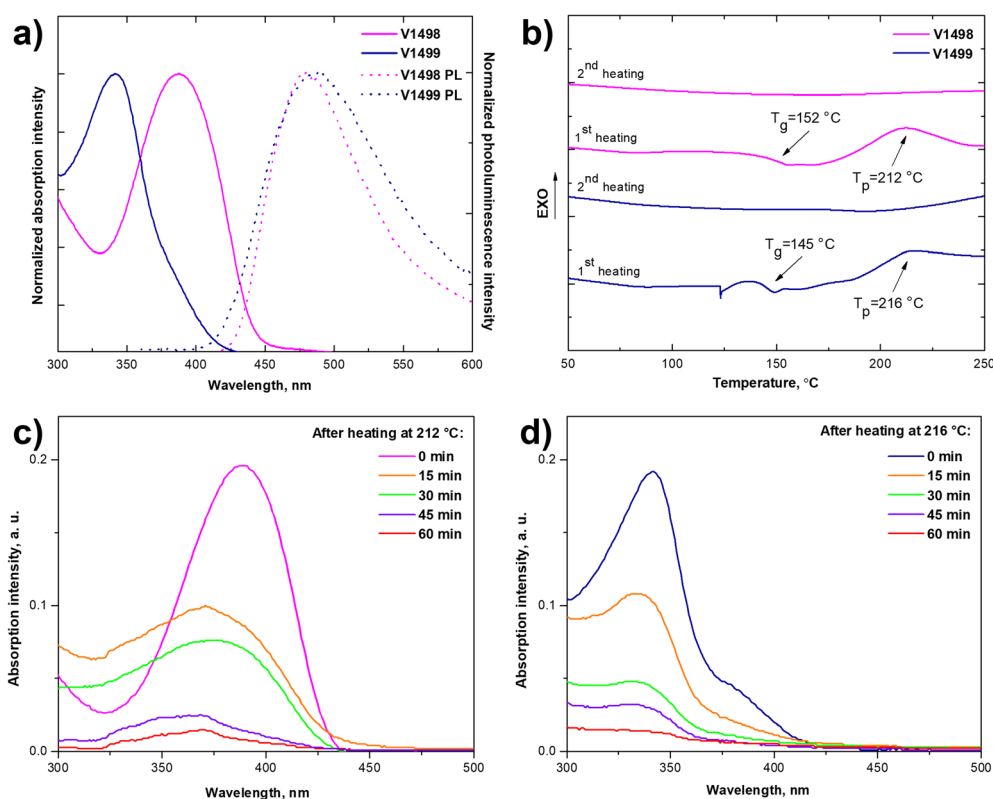 a)
V1498
V1499
V1498 PL
V1499 PL
Normalized absorption intensity
Normalized photoluminescence intensity
300 350 400 450 500 550 600
Wavelength, nm
b)
V1498
V1499
2nd heating
1st heating
Tg=152 °C
Tp=212 °C
2nd heating
1st heating
Tg=145 °C
Tp=216 °C
EXO
50 100 150 200 250
Temperature, °C
c)
After heating at 212 °C:
0 min
15 min
30 min
45 min
60 min
0.2
0.1
0.0
Absorption intensity, a. u.
300 350 400 450 500
Wavelength, nm
d)
After heating at 216 °C:
0 min
15 min
30 min
45 min
60 min
0.2
0.1
0.0
Absorption intensity, a. u.
300 350 400 450 500
Wavelength, nm